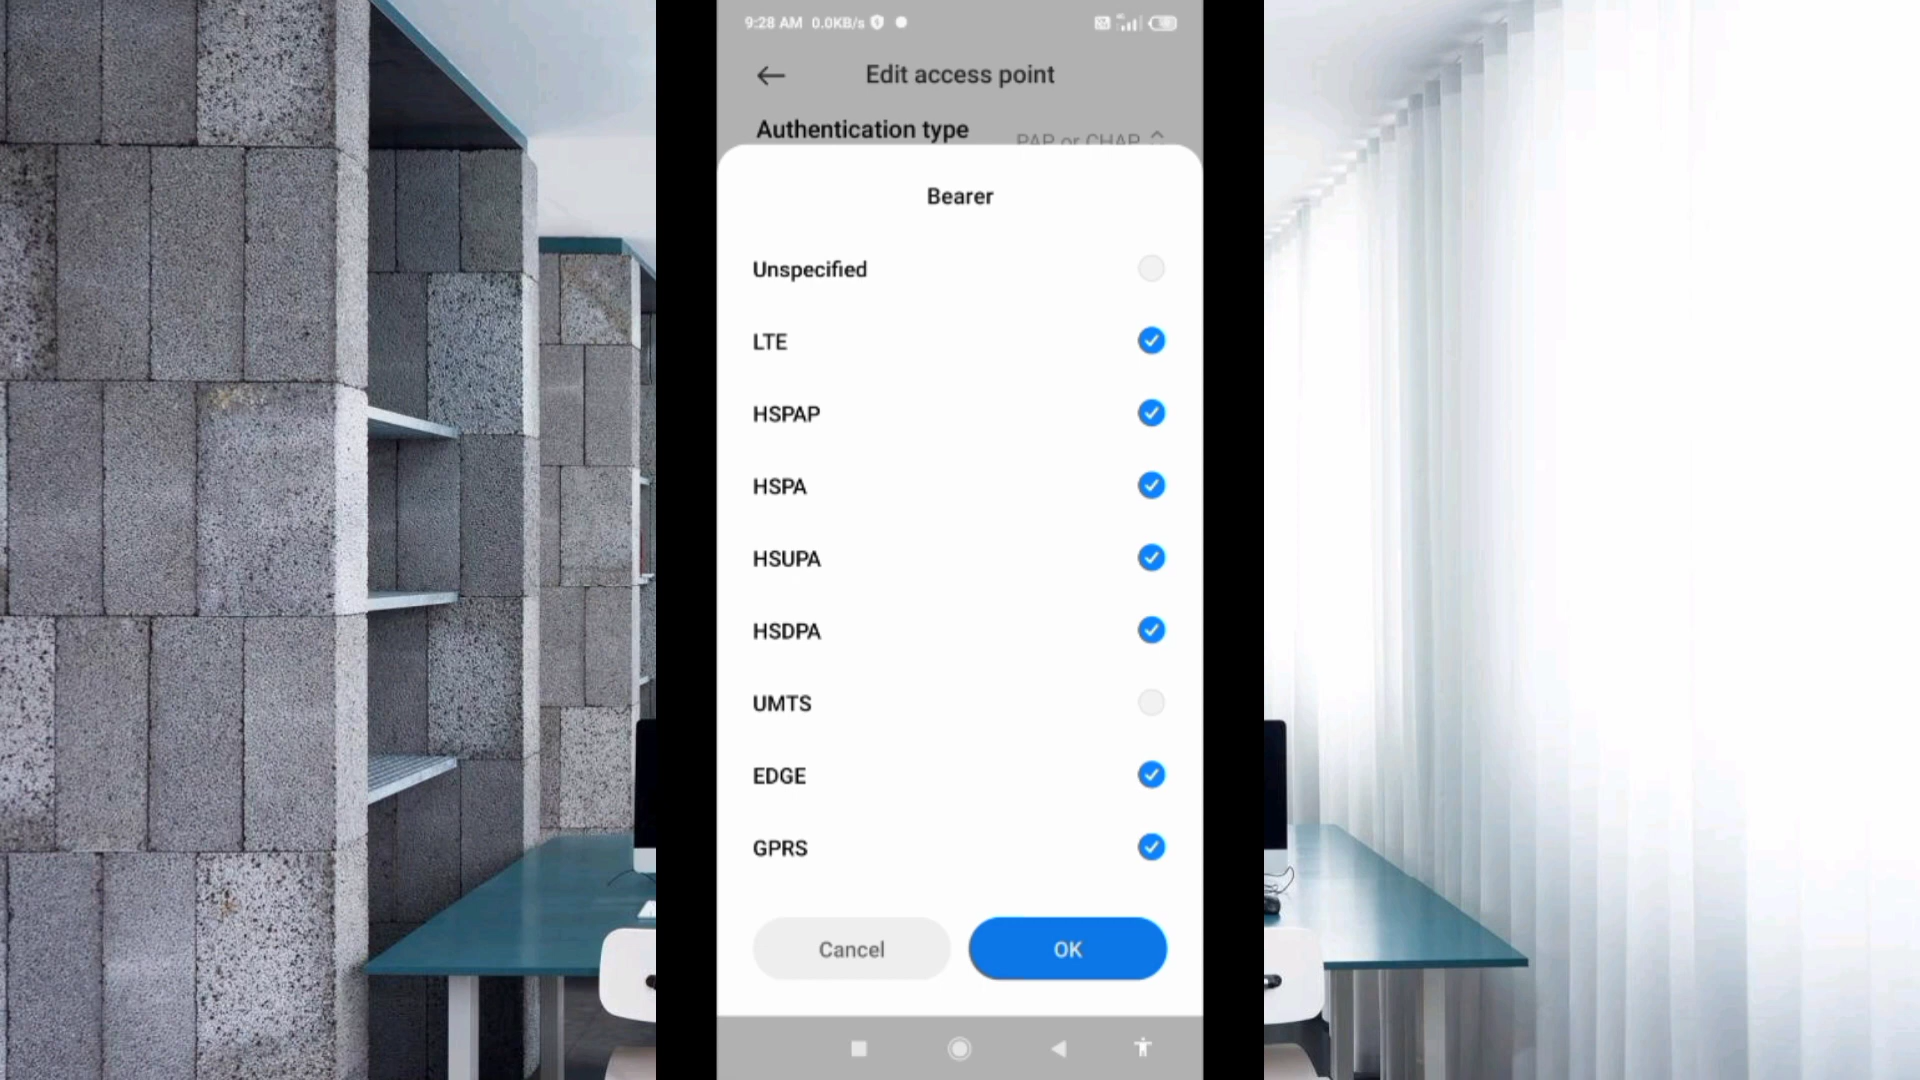 9:28 AM 0.0KB/s
Edit access point
Authentication type
PAP or CHAP
Bearer
Unspecified
LTE
HSPAP
HSPA
HSUPA
HSDPA
UMTS
EDGE
GPRS
Cancel OK